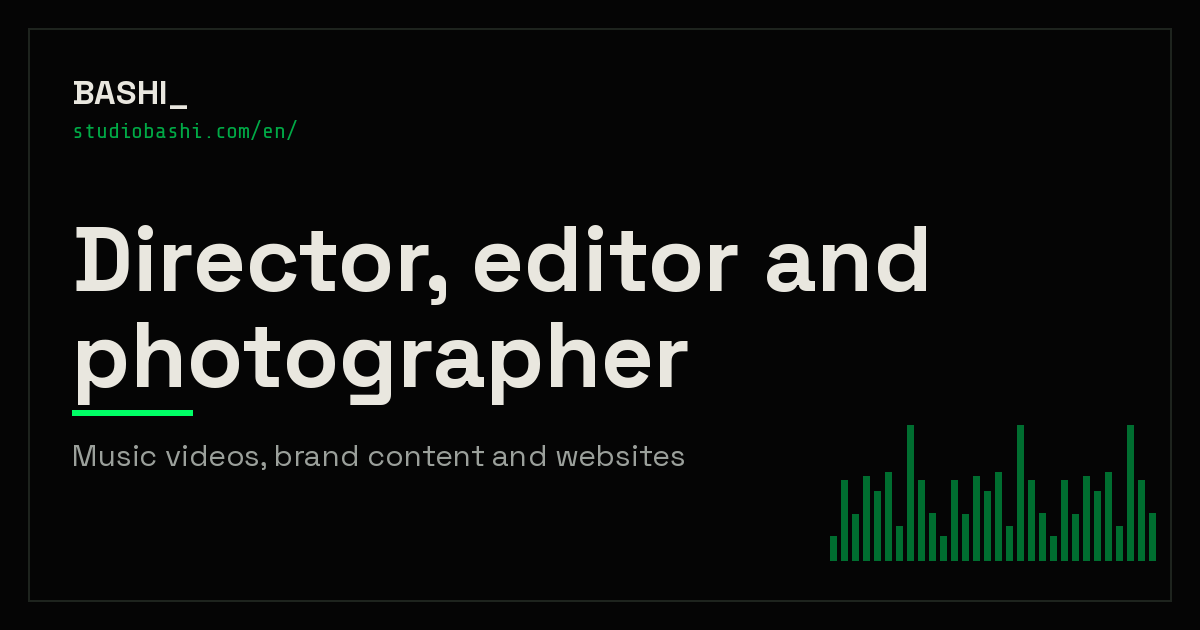 BASHI_
studiobashi.com/en/
Director, editor and
photographer
Music videos, brand content and websites